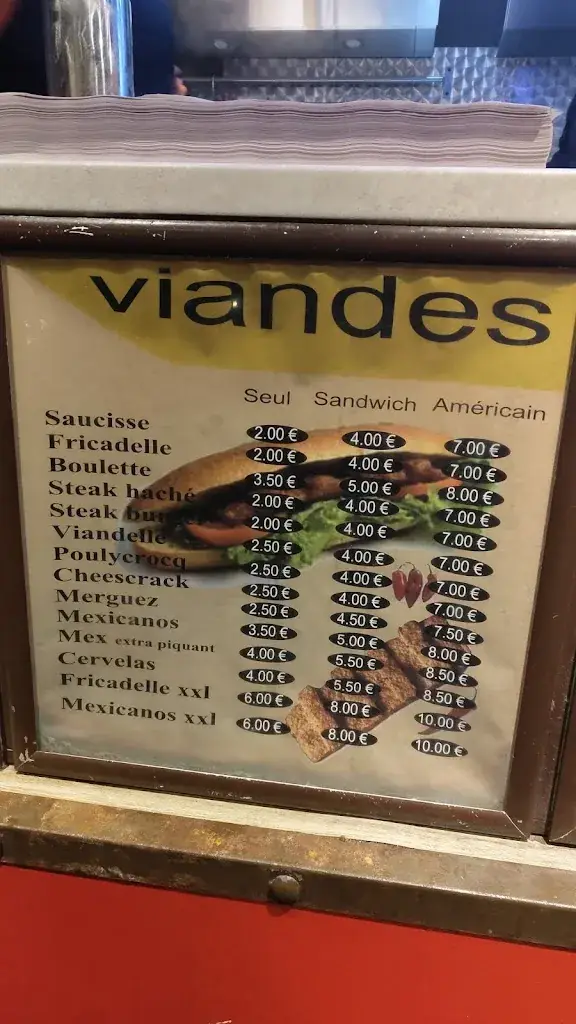 viandes
Seul Sandwich Américain
Saucisse 2.00 € 4.00 € 7.00 €
Fricadelle 2.00 € 4.00 € 7.00 €
Boulette 3.50 € 5.00 € 8.00 €
Steak haché 2.00 € 4.00 € 7.00 €
Steak burger 2.00 € 4.00 € 7.00 €
Viandelle 2.50 € 4.00 € 7.00 €
Poulycrocq 2.50 € 4.00 € 7.00 €
Cheescrack 2.50 € 4.00 € 7.00 €
Merguez 2.50 € 4.50 € 7.50 €
Mexicanos 3.50 € 5.00 € 8.00 €
Mex extra piquant 4.00 € 5.50 € 8.50 €
Cervelas 4.00 € 5.50 € 8.50 €
Fricadelle xxl 6.00 € 8.00 € 10.00 €
Mexicanos xxl 6.00 € 8.00 € 10.00 €